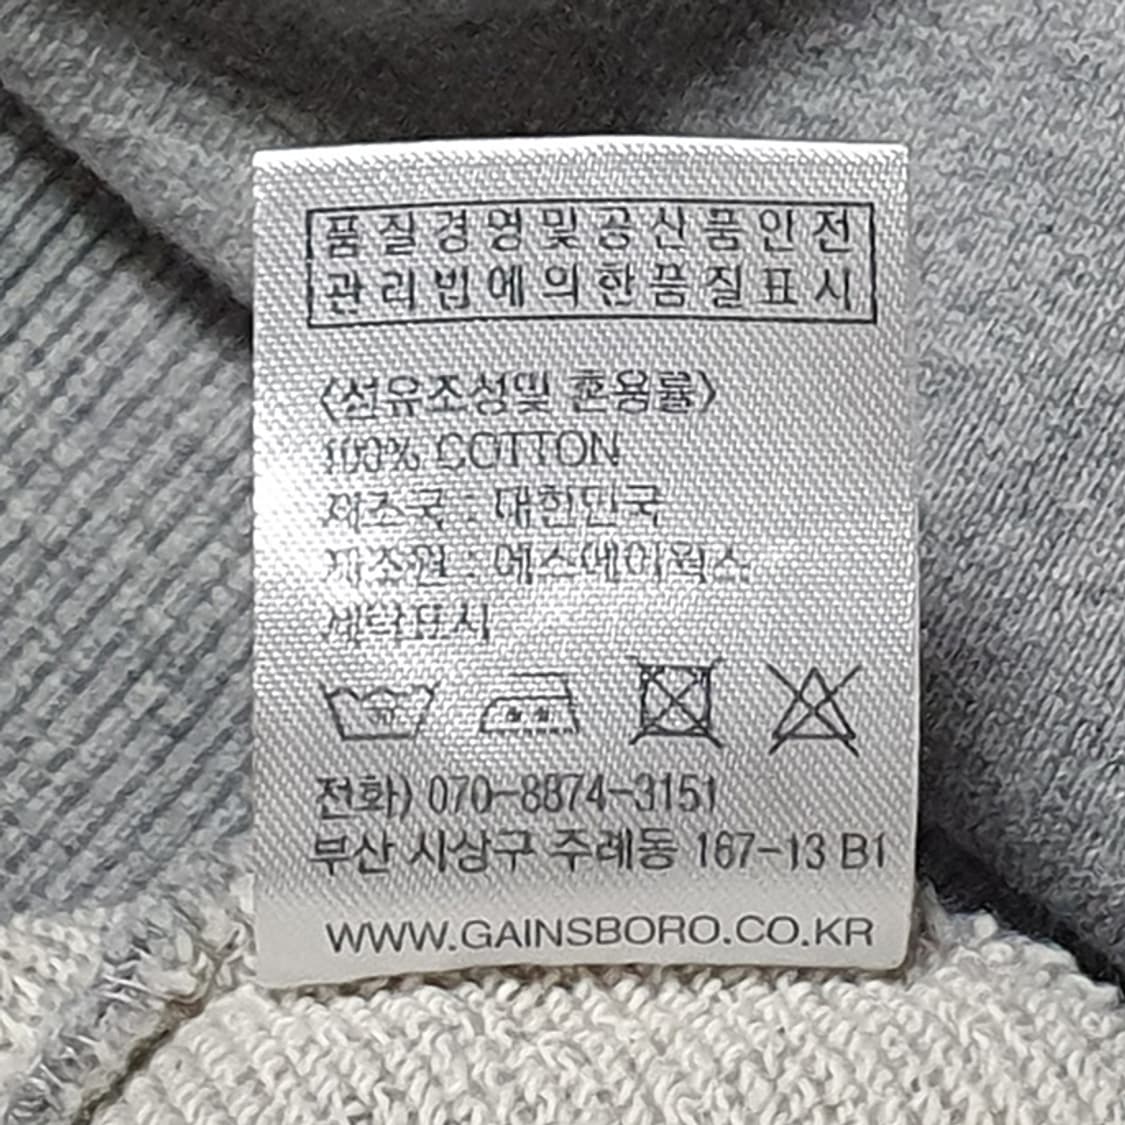 품질경영및공산품안전
관리법에의한품질표시
<섬유조성및 혼용률>
100% COTTON
제조국 : 대한민국
제조원 : 에스에이웍스
세탁표시
30
전화) 070-8874-3151
부산 시상구 주례동 167-13 B1
WWW.GAINSBORO.CO.KR